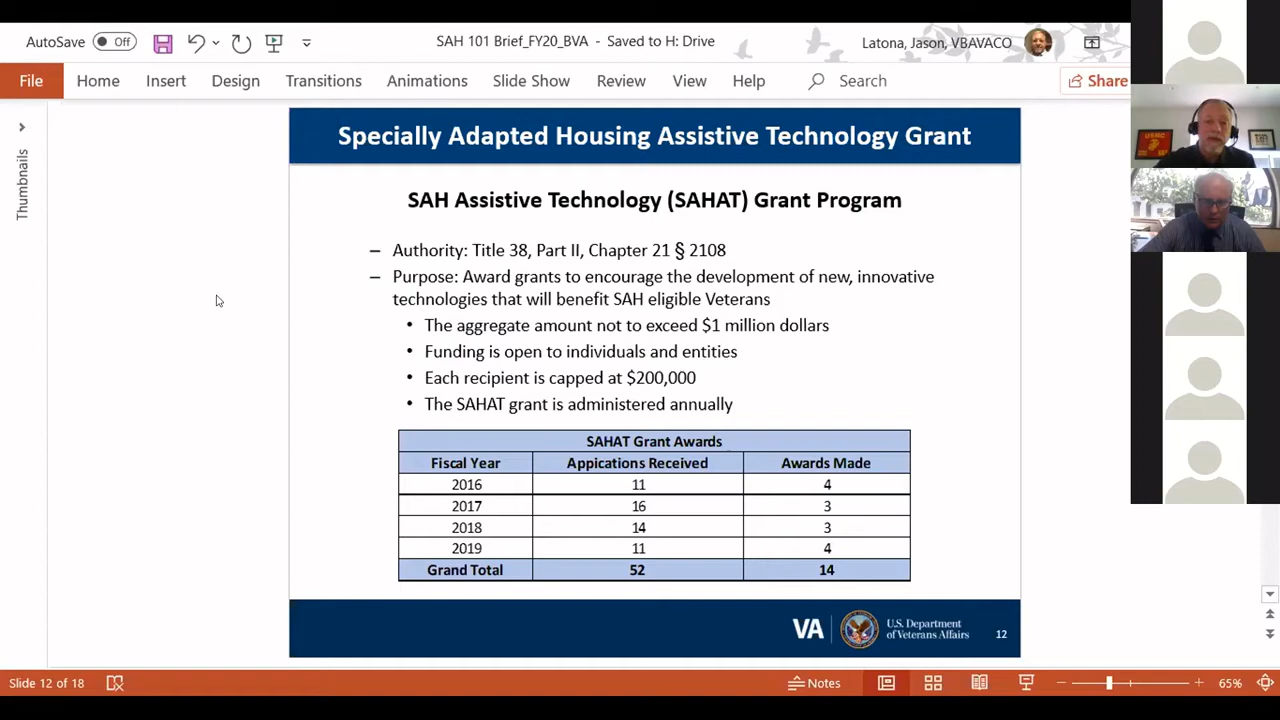 AutoSave Off SAH 101 Brief_FY20_BVA - Saved to H: Drive Latona, Jason, VBAVACO
File Home Insert Design Transitions Animations Slide Show Review View Help Search Share
Thumbnails
Specially Adapted Housing Assistive Technology Grant
SAH Assistive Technology (SAHAT) Grant Program
– Authority: Title 38, Part II, Chapter 21 § 2108
– Purpose: Award grants to encourage the development of new, innovative
technologies that will benefit SAH eligible Veterans
• The aggregate amount not to exceed $1 million dollars
• Funding is open to individuals and entities
• Each recipient is capped at $200,000
• The SAHAT grant is administered annually
SAHAT Grant Awards
Fiscal Year Appications Received Awards Made
2016 11 4
2017 16 3
2018 14 3
2019 11 4
Grand Total 52 14
VA U.S. Department
of Veterans Affairs
12
USMC
Slide 12 of 18 Notes 65%